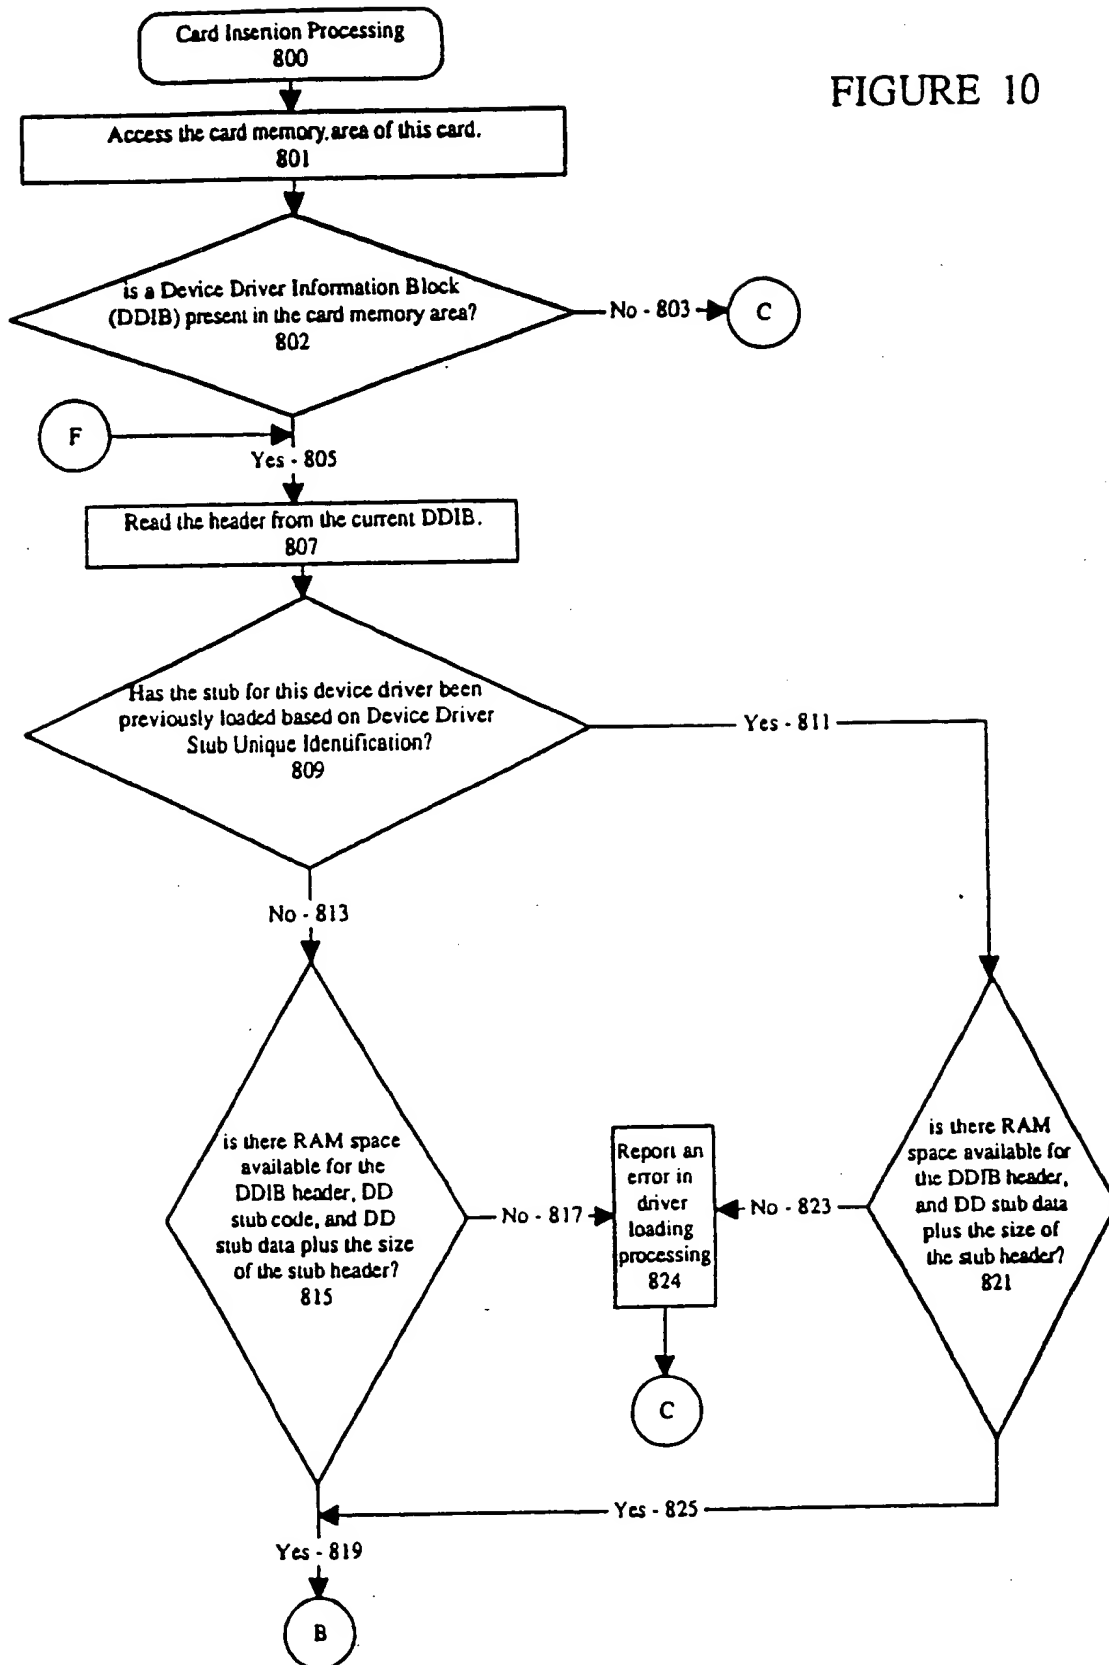 Card Insertion Processing
800
FIGURE 10
Access the card memory.area of this card.
801
is a Device Driver Information Block
(DDIB) present in the card memory area?
802
No - 803
C
F
Yes - 805
Read the header from the current DDIB.
807
Has the stub for this device driver been
previously loaded based on Device Driver
Stub Unique Identification?
809
Yes - 811
No - 813
is there RAM space
available for the
DDIB header, DD
stub code, and DD
stub data plus the size
of the stub header?
815
No - 817
Report an
error in
driver
loading
processing
824
No - 823
is there RAM
space available for
the DDIB header,
and DD stub data
plus the size of
the stub header?
821
C
Yes - 825
Yes - 819
B